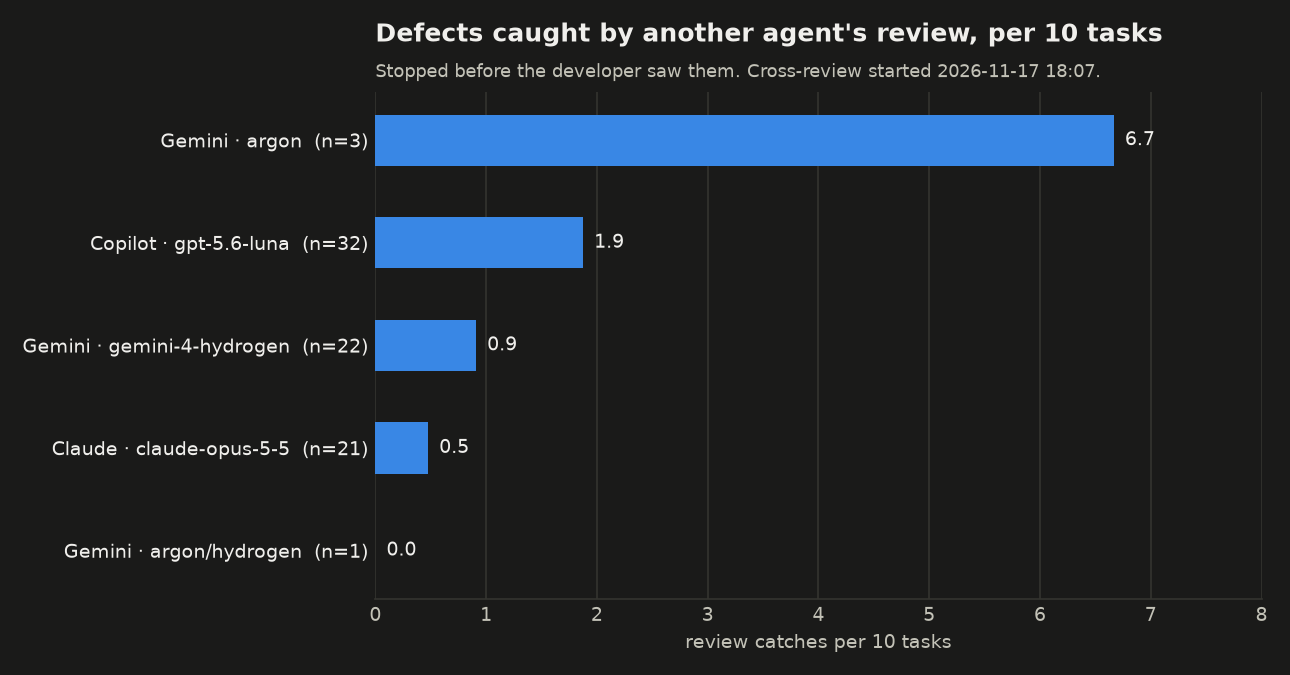 Defects caught by another agent's review, per 10 tasks
Stopped before the developer saw them. Cross-review started 2026-11-17 18:07.
Gemini · argon (n=3) 6.7
Copilot · gpt-5.6-luna (n=32) 1.9
Gemini · gemini-4-hydrogen (n=22) 0.9
Claude · claude-opus-5-5 (n=21) 0.5
Gemini · argon/hydrogen (n=1) 0.0
0 1 2 3 4 5 6 7 8
review catches per 10 tasks